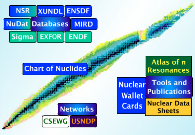 NSR XUNDL ENSDF
NuDat Databases MIRD
Sigma EXFOR ENDF
Chart of Nuclides
Atlas of n
Resonances
Nuclear
Wallet
Cards
Tools and
Publications
Nuclear Data
Sheets
Networks
CSEWG USNDP